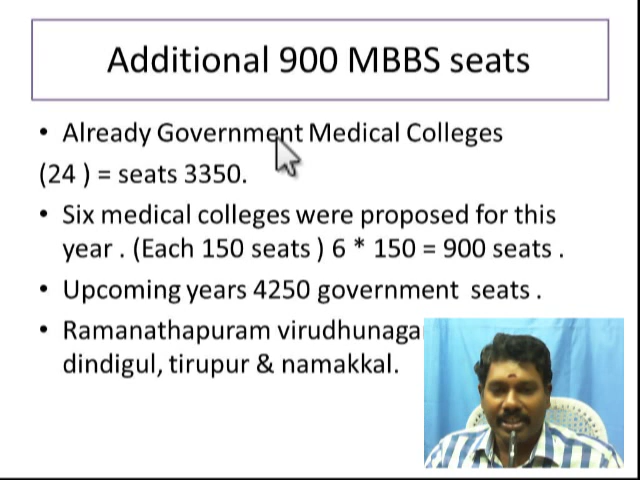 Additional 900 MBBS seats
• Already Government Medical Colleges
(24 ) = seats 3350.
• Six medical colleges were proposed for this
year . (Each 150 seats ) 6 * 150 = 900 seats .
• Upcoming years 4250 government seats .
• Ramanathapuram virudhunaga
dindigul, tirupur & namakkal.